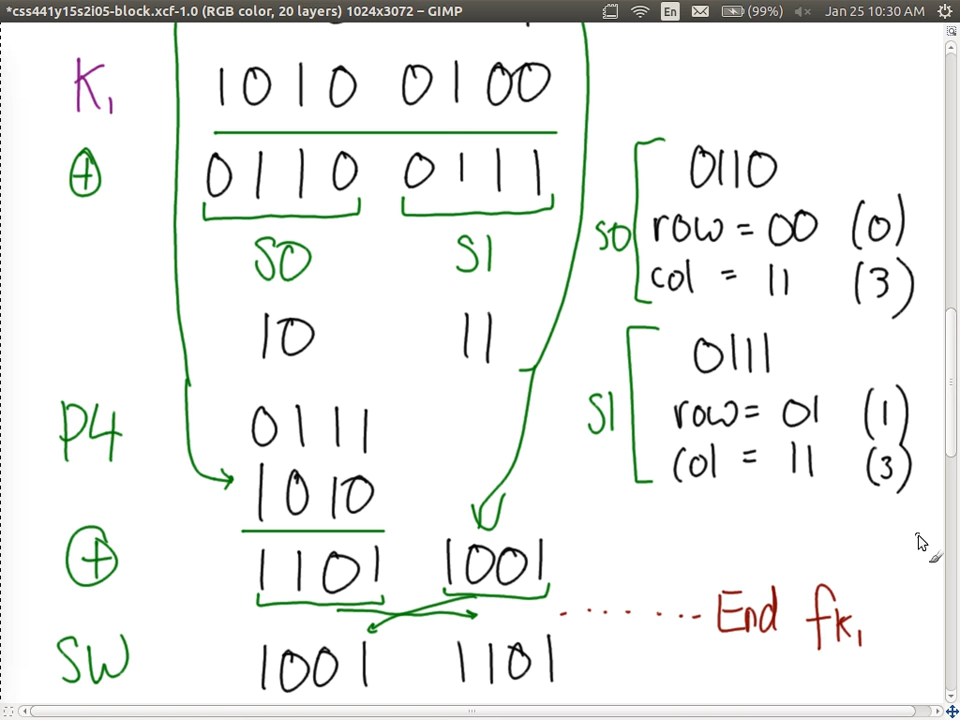 *css441y15s2i05-block.xcf-1.0 (RGB color, 20 layers) 1024x3072 – GIMP
En (99%) Jan 25 10:30 AM
K1 1010 0100
⊕ 0110 0111
S0 S1
10 11
S0 0110
row = 00 (0)
col = 11 (3)
S1 0111
row = 01 (1)
col = 11 (3)
P4 0111
1010
⊕ 1101 1001
End fk1
SW 1001 1101